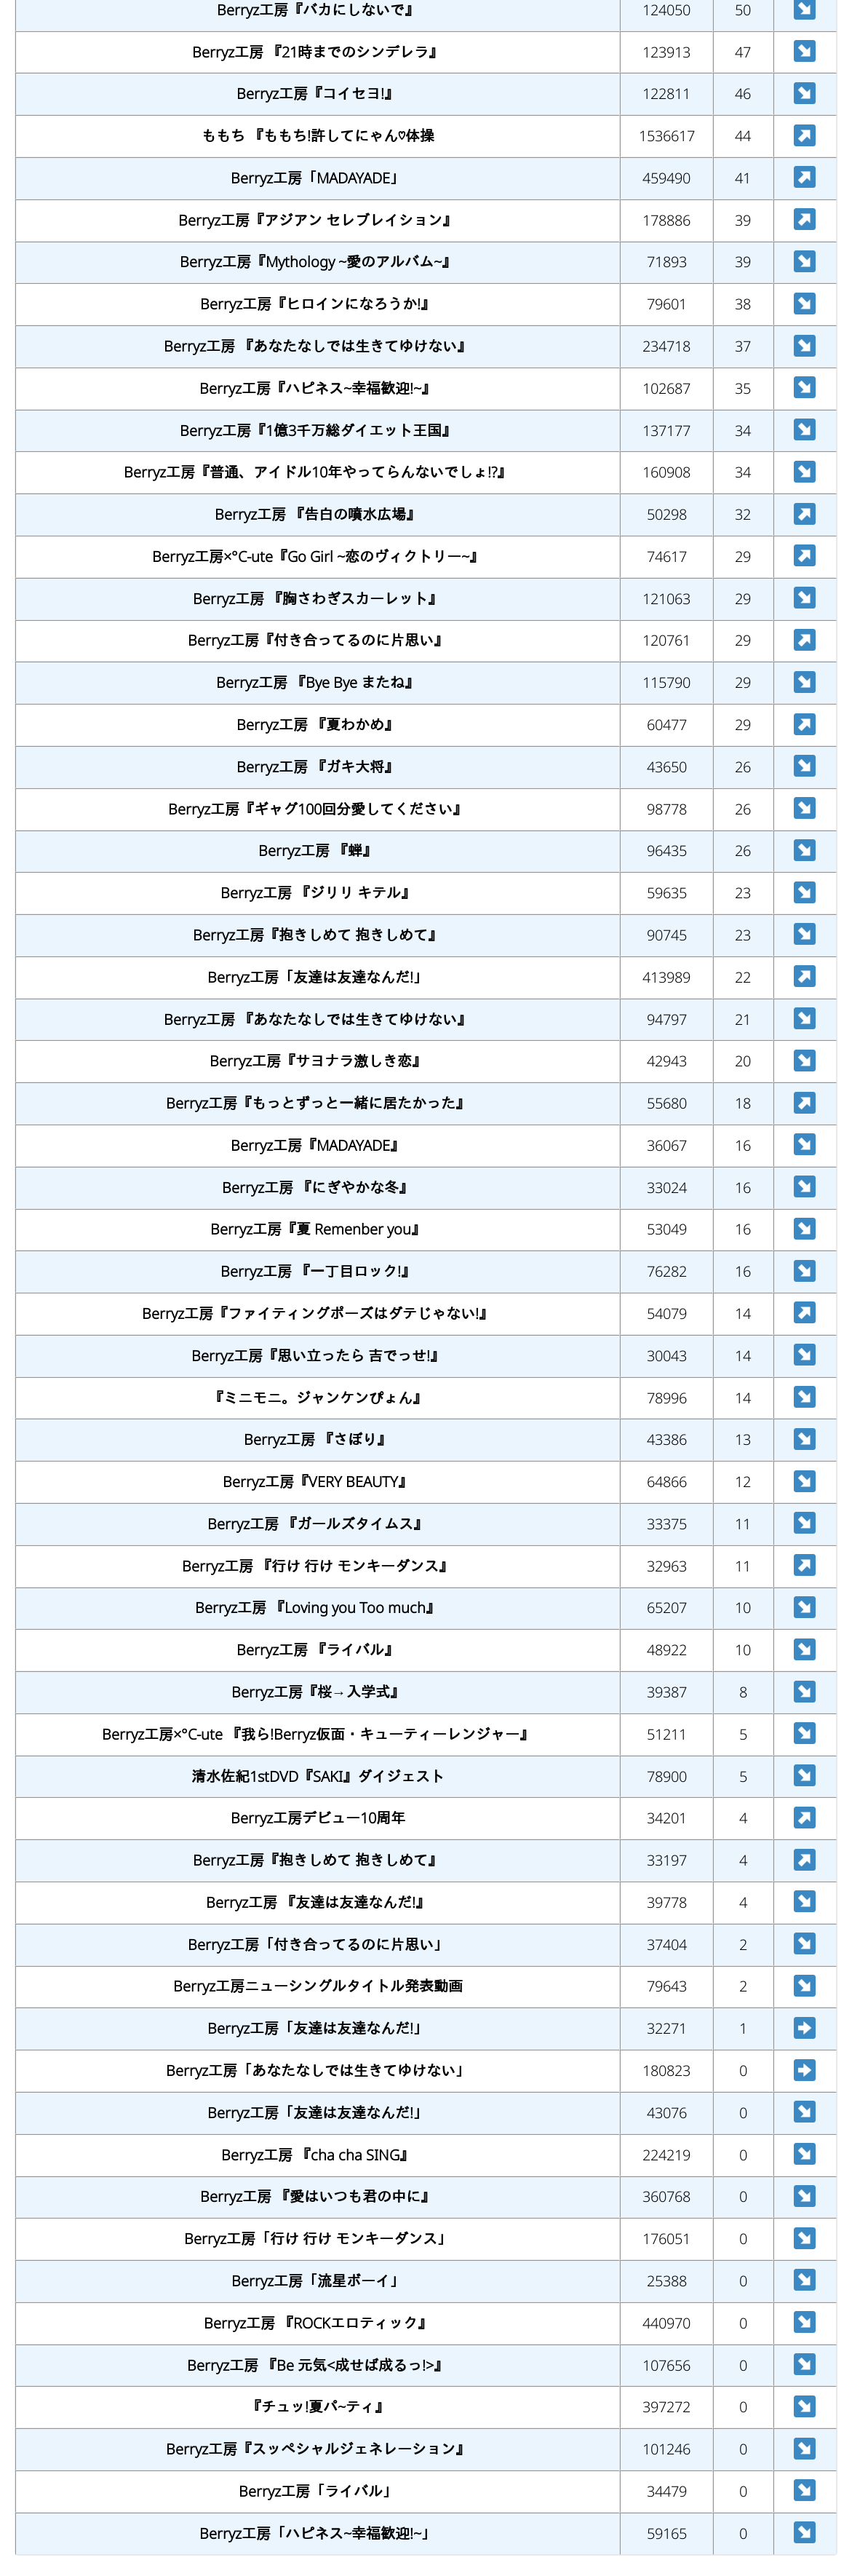 Berryz工房『バカにしないで』 124050 50
Berryz工房 『21時までのシンデレラ』 123913 47
Berryz工房『コイセヨ!』 122811 46
ももち 『ももち!許してにゃん♡体操 1536617 44
Berryz工房「MADAYADE」 459490 41
Berryz工房『アジアン セレブレイション』 178886 39
Berryz工房『Mythology ~愛のアルバム~』 71893 39
Berryz工房『ヒロインになろうか!』 79601 38
Berryz工房 『あなたなしでは生きてゆけない』 234718 37
Berryz工房『ハピネス~幸福歓迎!~』 102687 35
Berryz工房『1億3千万総ダイエット王国』 137177 34
Berryz工房『普通、アイドル10年やってらんないでしょ!?』 160908 34
Berryz工房 『告白の噴水広場』 50298 32
Berryz工房×°C-ute『Go Girl ~恋のヴィクトリー~』 74617 29
Berryz工房 『胸さわぎスカーレット』 121063 29
Berryz工房『付き合ってるのに片思い』 120761 29
Berryz工房 『Bye Bye またね』 115790 29
Berryz工房 『夏わかめ』 60477 29
Berryz工房 『ガキ大将』 43650 26
Berryz工房『ギャグ100回分愛してください』 98778 26
Berryz工房 『蝉』 96435 26
Berryz工房 『ジリリ キテル』 59635 23
Berryz工房『抱きしめて 抱きしめて』 90745 23
Berryz工房「友達は友達なんだ!」 413989 22
Berryz工房 『あなたなしでは生きてゆけない』 94797 21
Berryz工房『サヨナラ激しき恋』 42943 20
Berryz工房『もっとずっと一緒に居たかった』 55680 18
Berryz工房『MADAYADE』 36067 16
Berryz工房 『にぎやかな冬』 33024 16
Berryz工房『夏 Remenber you』 53049 16
Berryz工房 『一丁目ロック!』 76282 16
Berryz工房『ファイティングポーズはダテじゃない!』 54079 14
Berryz工房『思い立ったら 吉でっせ!』 30043 14
『ミニモニ。ジャンケンぴょん』 78996 14
Berryz工房 『さぼり』 43386 13
Berryz工房『VERY BEAUTY』 64866 12
Berryz工房 『ガールズタイムス』 33375 11
Berryz工房 『行け 行け モンキーダンス』 32963 11
Berryz工房 『Loving you Too much』 65207 10
Berryz工房 『ライバル』 48922 10
Berryz工房『桜→入学式』 39387 8
Berryz工房×°C-ute 『我ら!Berryz仮面・キューティーレンジャー』 51211 5
清水佐紀1stDVD『SAKI』ダイジェスト 78900 5
Berryz工房デビュー10周年 34201 4
Berryz工房『抱きしめて 抱きしめて』 33197 4
Berryz工房 『友達は友達なんだ!』 39778 4
Berryz工房「付き合ってるのに片思い」 37404 2
Berryz工房ニューシングルタイトル発表動画 79643 2
Berryz工房「友達は友達なんだ!」 32271 1
Berryz工房「あなたなしでは生きてゆけない」 180823 0
Berryz工房「友達は友達なんだ!」 43076 0
Berryz工房 『cha cha SING』 224219 0
Berryz工房 『愛はいつも君の中に』 360768 0
Berryz工房「行け 行け モンキーダンス」 176051 0
Berryz工房「流星ボーイ」 25388 0
Berryz工房 『ROCKエロティック』 440970 0
Berryz工房 『Be 元気<成せば成るっ!>』 107656 0
『チュッ!夏パ~ティ』 397272 0
Berryz工房『スッペシャルジェネレ~ション』 101246 0
Berryz工房「ライバル」 34479 0
Berryz工房「ハピネス~幸福歓迎!~」 59165 0